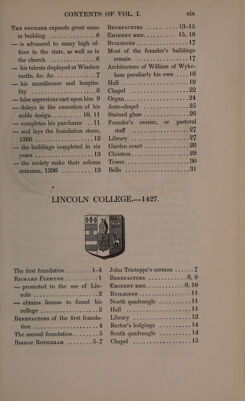 CONTENTS OF VOL. I. xix
THE FOUNDER expends great sums
in building . . . . 6
— is advanced to many high of-
fices in the state, as well as in
the church . . . . 6
— his talents displayed at Windsor
castle, &c. &c. . . . . 7
— his munificence and hospita-
lity . . . . 8
— false aspersions cast upon him 9
— delays in the execution of his
noble design . . . . 10, 11
— completes his purchases . . 11
— and lays the foundation stone,
1380 . . . . 12
— the buildings completed in six
years . . . . 13
— the society make their solemn
entrance, 1386 . . . . 13
BENEFACTORS . . . . 13-15
EMINENT MEN . . . . 15, 16
BUILDINGS . . . . 17
Most of the founder's buildings
remain . . . . 17
Architecture of William of Wyke-
ham peculiarly his own . . . 18
Hall . . . . 19
Chapel . . . . 22
Organ . . . . 24
Ante-chapel . . . . 25
Stained glass . . . . 26
Founder's crosier, or pastoral
staff . . . . 27
Library . . . . 27
Garden court . . . . 28
Cloisters . . . . 29
Tower . . . . 30
Bells . . . . 31
LINCOLN COLLEGE.—1427.
The first foundation . . . . 1-4
RICHARD FLEMYNG . . . . 1
— promoted to the see of Lin-
coln . . . . 2
— obtains license to found his
college . . . . 3
BENEFACTORS of the first founda-
tion . . . . 4
The second foundation . . . . 5
BISHOP ROTHERAM . . . . 5-7
John Tristoppe's sermon . . . . 7
BENEFACTORS . . . . 8, 9
EMINENT MEN . . . . 9, 10
BUILDINGS . . . . 11
North quadrangle . . . . 11
Hall . . . . 11
Library . . . . 12
Rector's lodgings . . . . 14
South quadrangle . . . . 14
Chapel . . . . 15